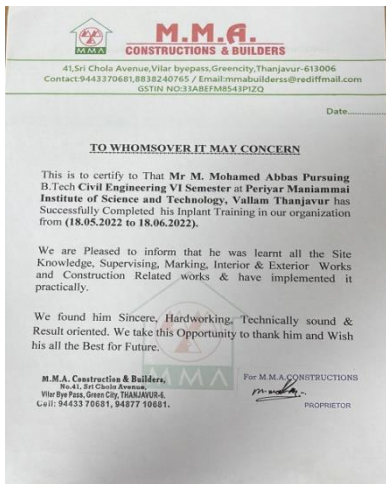 M.M.A.
MMA
CONSTRUCTIONS & BUILDERS
41,Sri Chola Avenue,Vilar byepass,Greencity,Thanjavur-613006
Contact:9443370681,8838240765 / Email:mmabuilderss@rediffmail.com
GSTIN NO:33ABEFM8543P1ZQ
Date..............
TO WHOMSOVER IT MAY CONCERN
This is to certify to That Mr M. Mohamed Abbas Pursuing
B.Tech Civil Engineering VI Semester at Periyar Maniammai
Institute of Science and Technology, Vallam Thanjavur has
Successfully Completed his Inplant Training in our organization
from (18.05.2022 to 18.06.2022).
We are Pleased to inform that he was learnt all the Site
Knowledge, Supervising, Marking, Interior & Exterior Works
and Construction Related works & have implemented it
practically.
We found him Sincere, Hardworking, Technically sound &
Result oriented. We take this Opportunity to thank him and Wish
his all the Best for Future.
MMA
M.M.A. Construction & Builders,
No.41, Sri Chola Avenue,
Vilar Bye Pass, Green City, THANJAVUR-6.
Cell: 94433 70681, 94877 10681.
For M.M.A.CONSTRUCTIONS
PROPRIETOR